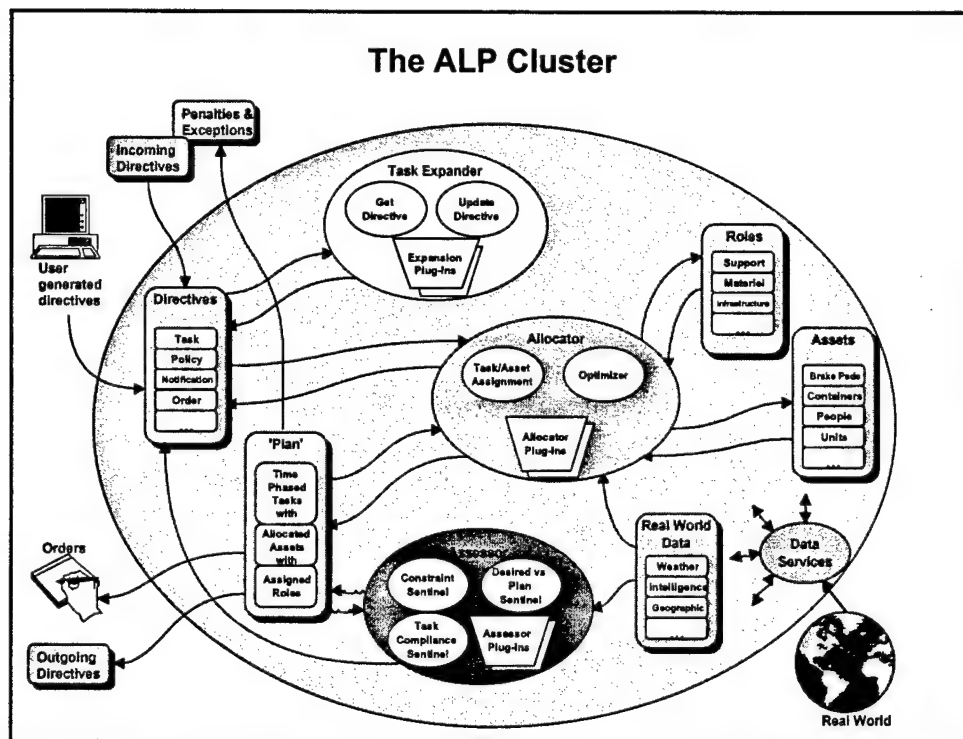 The ALP Cluster
Penalties &
Exceptions
Incoming
Directives
User
generated
directives
Task Expander
Get
Directive
Update
Directive
Expansion
Plug-Ins
Directives
Task
Policy
Notification
Order
...
Roles
Support
Materiel
Infrastructure
...
Allocator
Task/Asset
Assignment
Optimizer
Allocator
Plug-Ins
Assets
Brake Pads
Containers
People
Units
...
'Plan'
Time
Phased
Tasks with
Allocated
Assets with
Assigned
Roles
Orders
Outgoing
Directives
Assessor
Constraint
Sentinel
Desired vs
Plan
Sentinel
Task
Compliance
Sentinel
Assessor
Plug-Ins
Real World
Data
Weather
Intelligence
Geographic
...
Data
Services
Real World